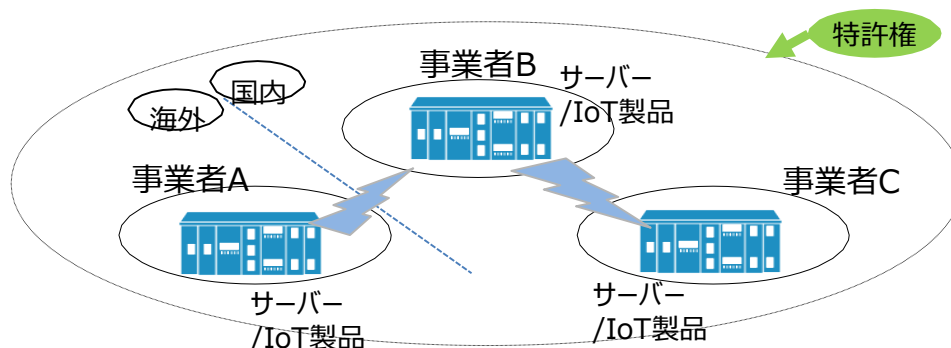 特許権
事業者B
サーバー
/IoT製品
国内
海外
事業者A
事業者C
サーバー
/IoT製品
サーバー
/IoT製品